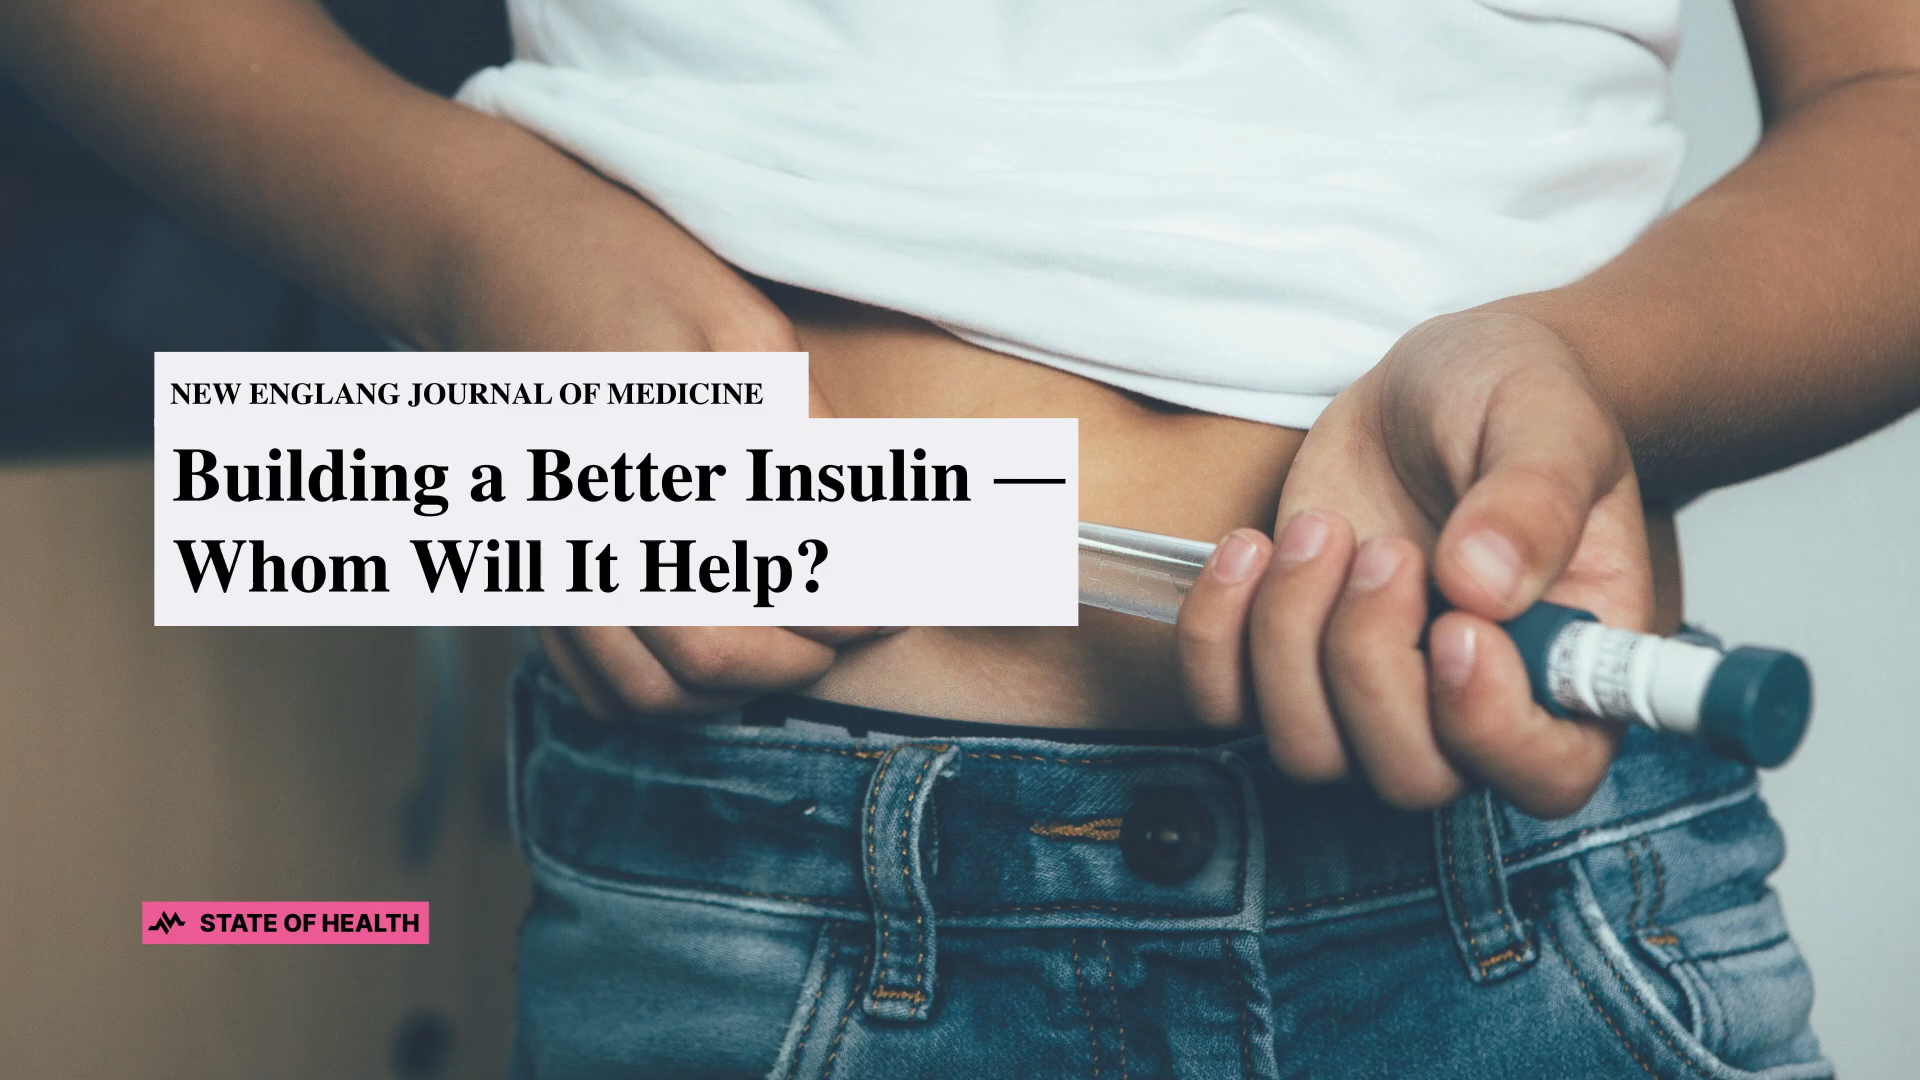 NEW ENGLANG JOURNAL OF MEDICINE
Building a Better Insulin —
Whom Will It Help?
STATE OF HEALTH